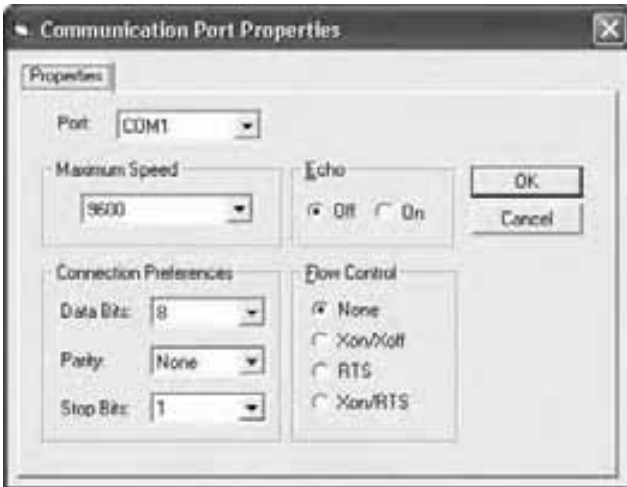 Communication Port Properties
Properties
Port: COM1
Maximum Speed
9600
Echo
Off On
OK
Cancel
Connection Preferences
Data Bits: 8
Parity: None
Stop Bits: 1
Flow Control
None
Xon/Xoff
RTS
Xon/RTS